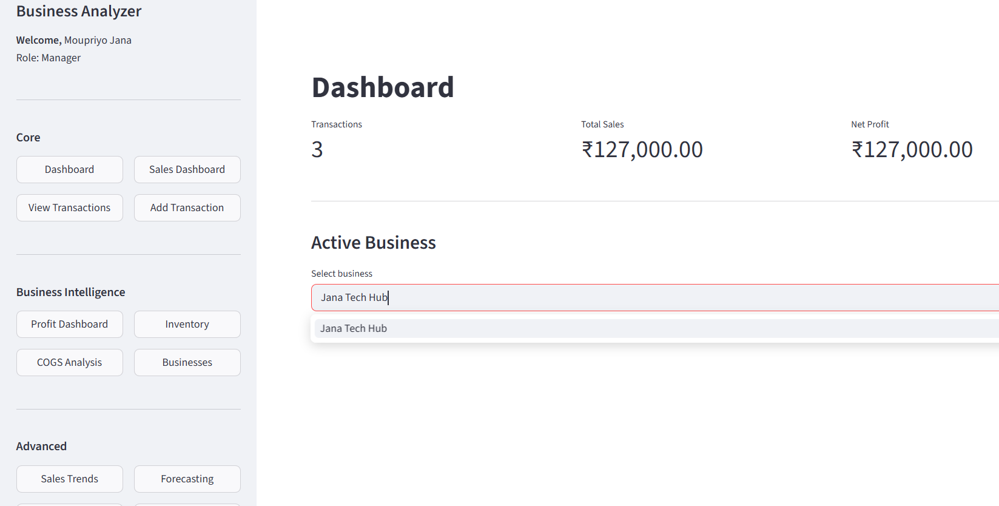 Business Analyzer
Welcome, Moupriyo Jana
Role: Manager
Core
Dashboard
Sales Dashboard
View Transactions
Add Transaction
Business Intelligence
Profit Dashboard
Inventory
COGS Analysis
Businesses
Advanced
Sales Trends
Forecasting
Dashboard
Transactions
3
Total Sales
₹127,000.00
Net Profit
₹127,000.00
Active Business
Select business
Jana Tech Hub
Jana Tech Hub